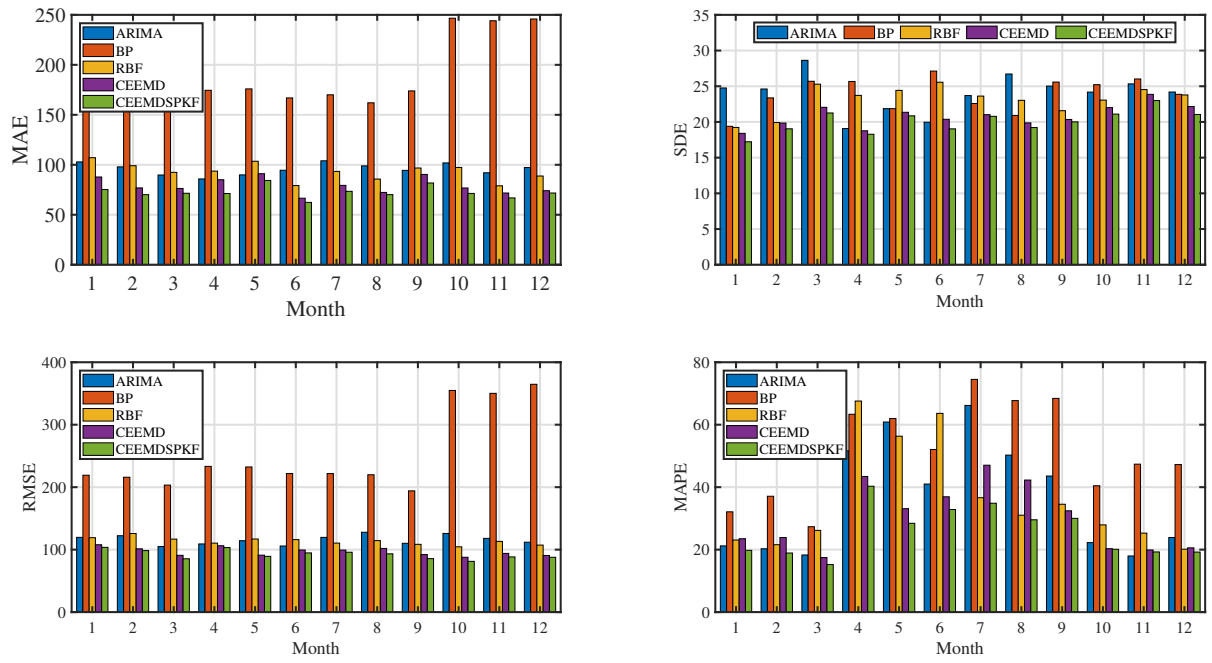 250
200
150
100
50
0
MAE
ARIMA
BP
RBF
CEEMD
CEEMDSPKF
1 2 3 4 5 6 7 8 9 10 11 12
Month
35
30
25
20
15
10
5
0
SDE
ARIMA BP RBF CEEMD CEEMDSPKF
1 2 3 4 5 6 7 8 9 10 11 12
Month
400
300
200
100
0
RMSE
ARIMA
BP
RBF
CEEMD
CEEMDSPKF
1 2 3 4 5 6 7 8 9 10 11 12
Month
80
60
40
20
0
MAPE
ARIMA
BP
RBF
CEEMD
CEEMDSPKF
1 2 3 4 5 6 7 8 9 10 11 12
Month